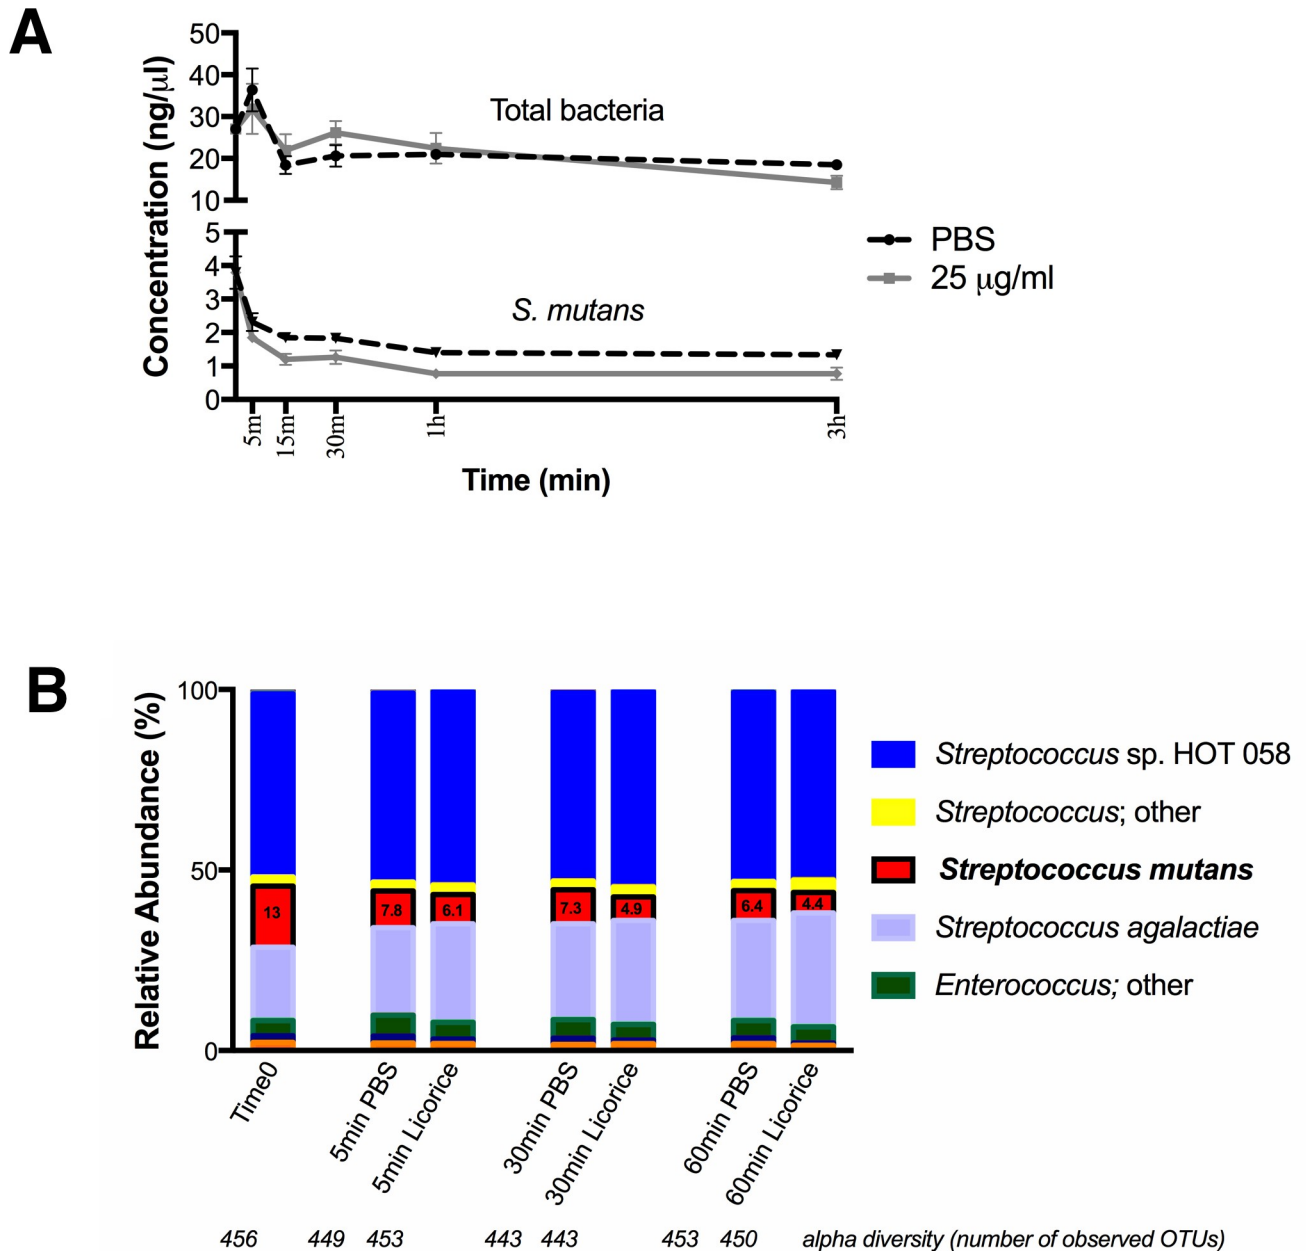 A
Concentration (ng/μl)
50
40
30
20
10
5
4
3
2
1
0
Total bacteria
S. mutans
PBS
25 μg/ml
5m
15m
30m
1h
3h
Time (min)
B
Relative Abundance (%)
100
50
0
13
7.8
6.1
7.3
4.9
6.4
4.4
Streptococcus sp. HOT 058
Streptococcus; other
Streptococcus mutans
Streptococcus agalactiae
Enterococcus; other
Time0
5min PBS
5min Licorice
30min PBS
30min Licorice
60min PBS
60min Licorice
456 449 453 443 443 453 450 alpha diversity (number of observed OTUs)